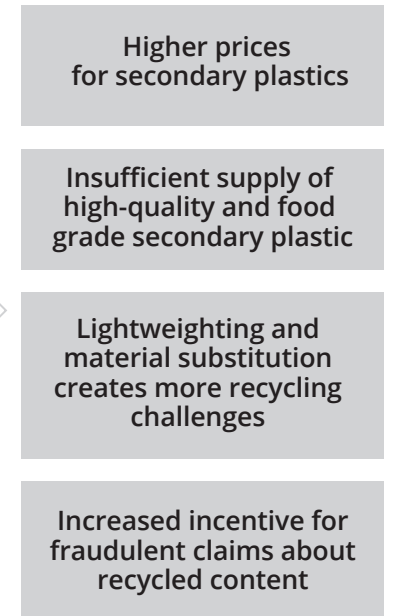 Higher prices
for secondary plastics
Insufficient supply of
high-quality and food
grade secondary plastic
Lightweighting and
material substitution
creates more recycling
challenges
Increased incentive for
fraudulent claims about
recycled content